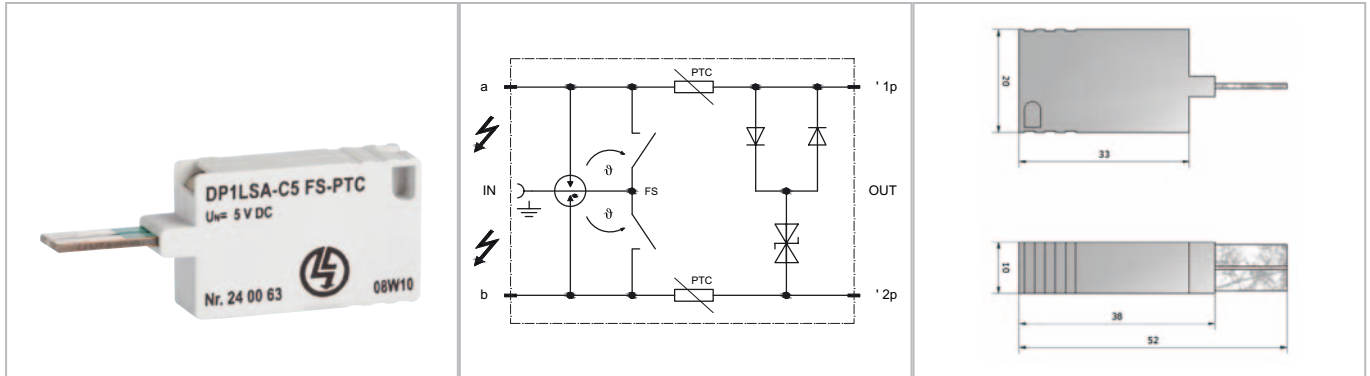 DP1LSA-C5 FS-PTC
UN= 5 V DC
Nr. 24 00 63
08W10
a
PTC
' 1p
ϑ
IN
FS
OUT
ϑ
b
PTC
' 2p
20
33
10
38
52